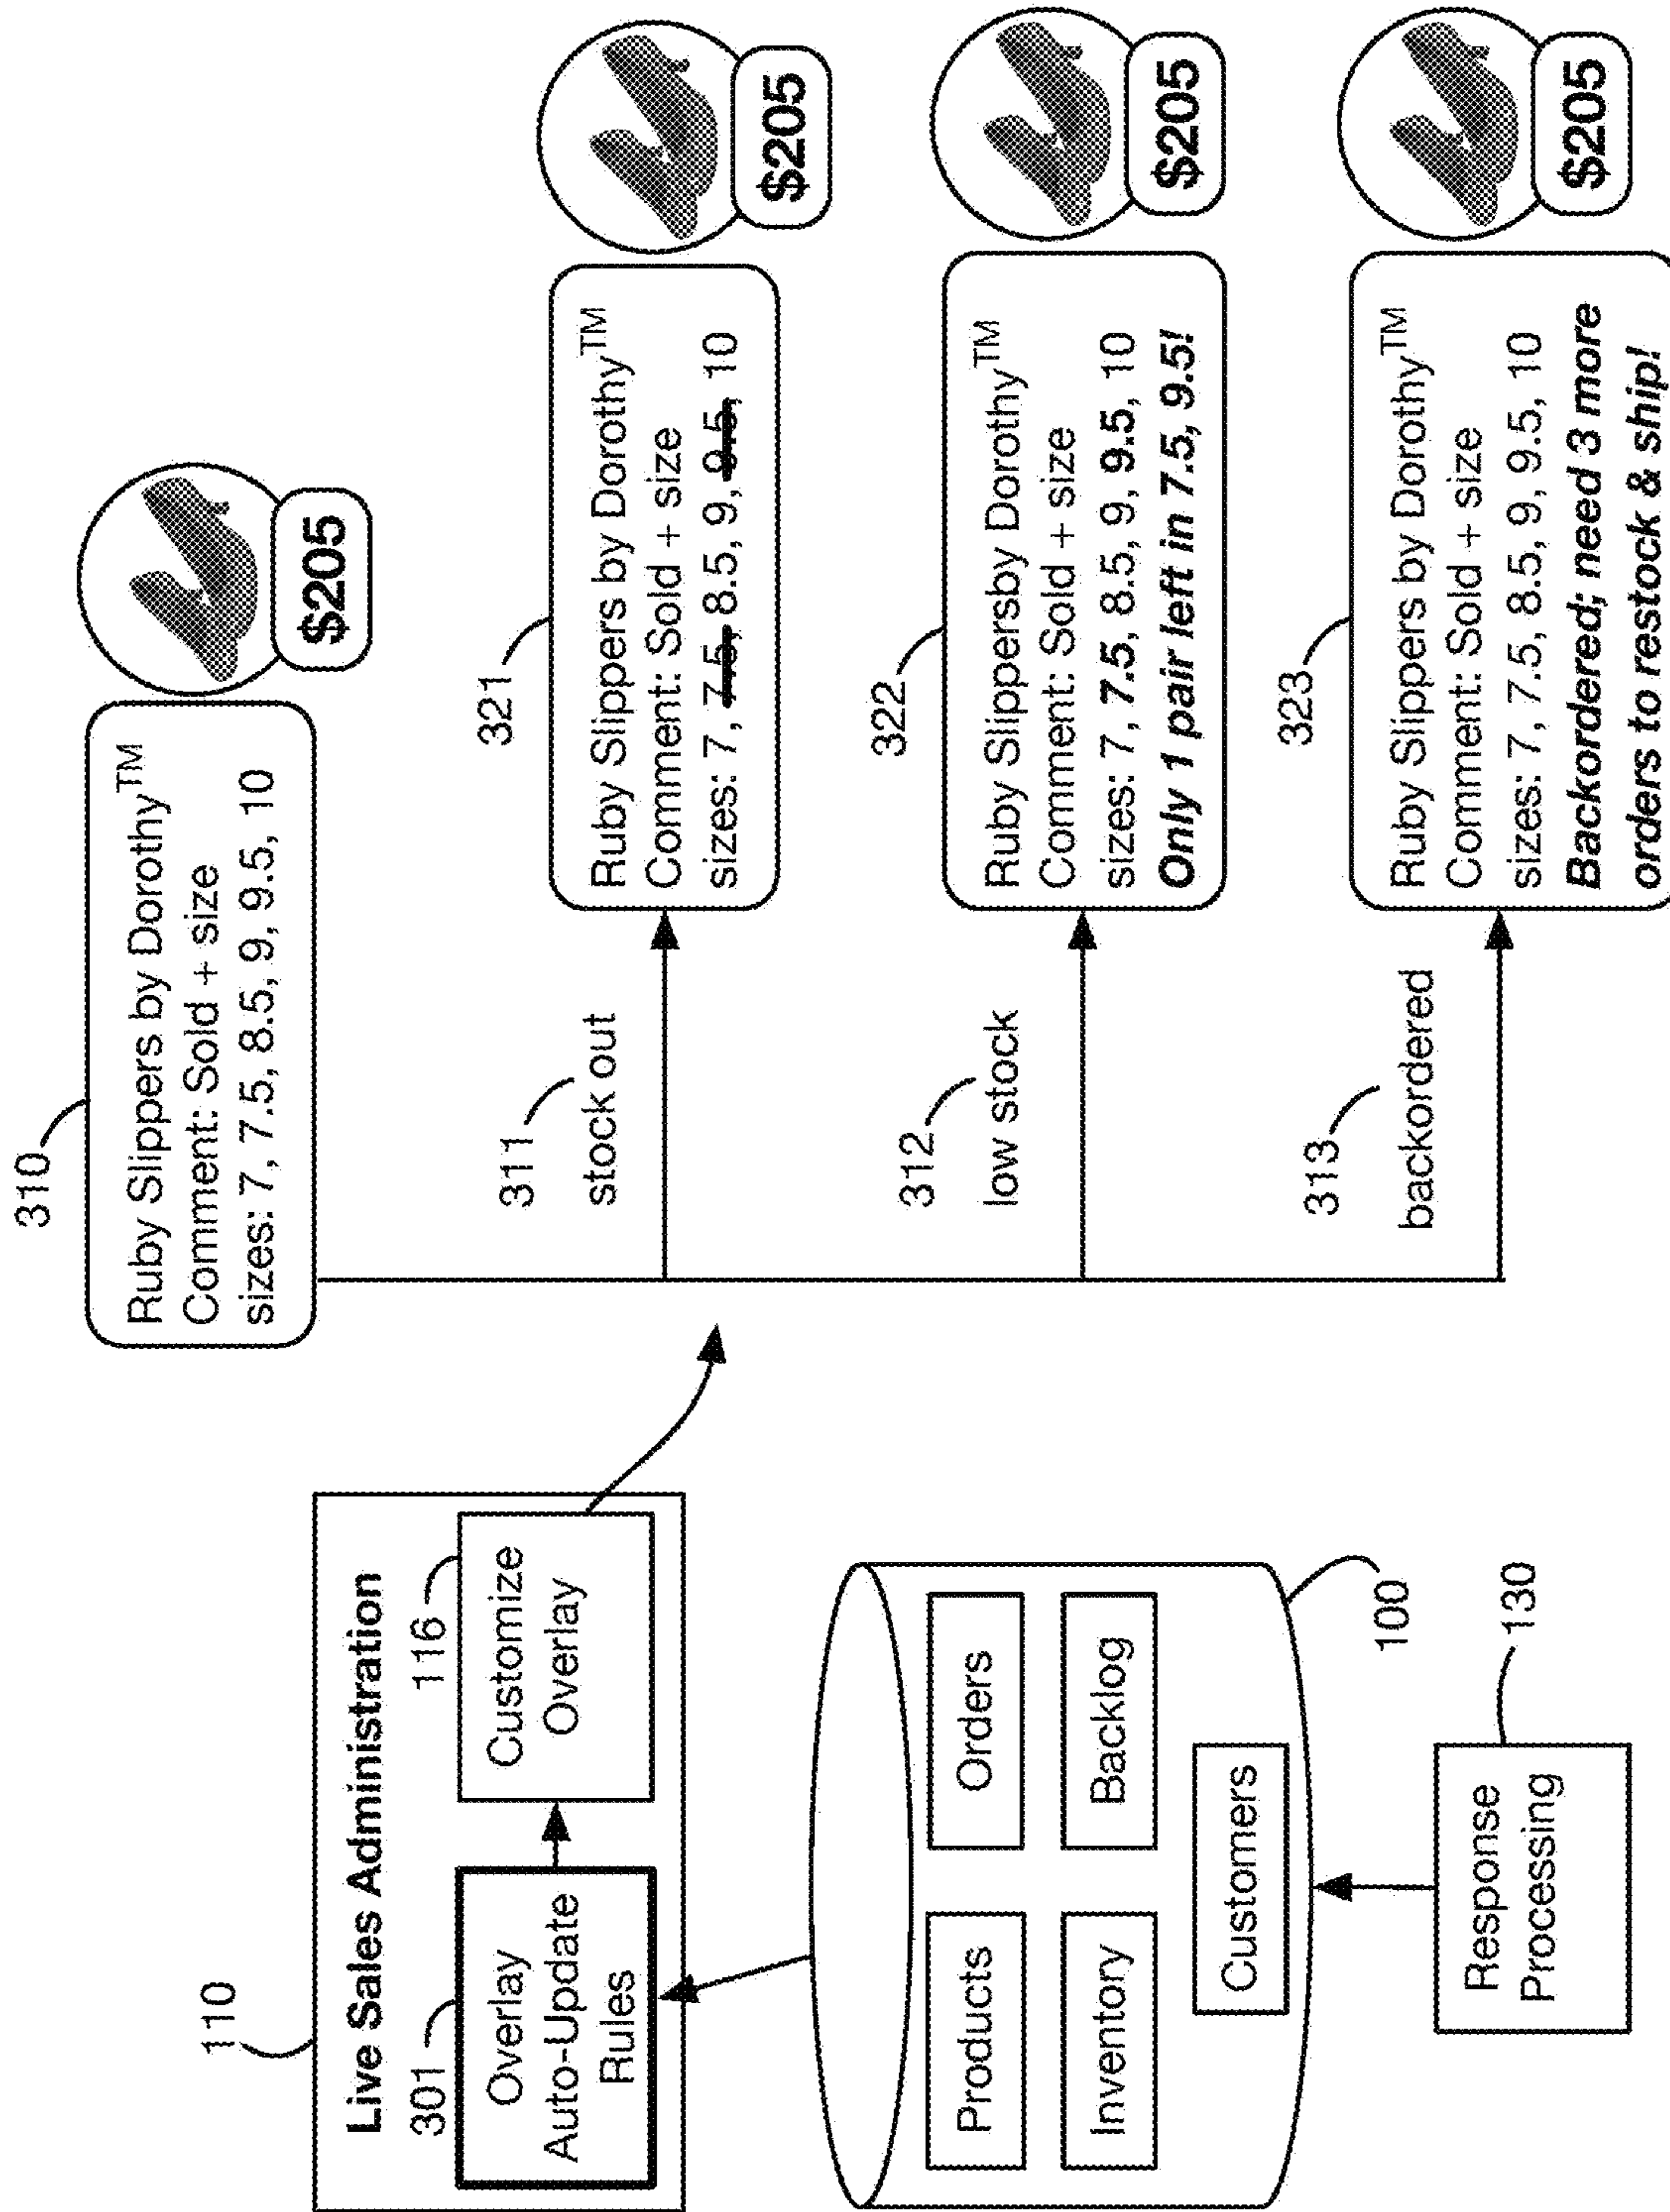 110
Live Sales Administration
301
Overlay
Auto-Update
Rules
116
Customize
Overlay
Products
Orders
Inventory
Backlog
Customers
100
Response
Processing
130
310
Ruby Slippers by Dorothy™
Comment: Sold + size
sizes: 7, 7.5, 8.5, 9, 9.5, 10
$205
311
stock out
321
Ruby Slippers by Dorothy™
Comment: Sold + size
sizes: 7, 7.5, 8.5, 9, 9.5, 10
$205
312
low stock
322
Ruby Slippersby Dorothy™
Comment: Sold + size
sizes: 7, 7.5, 8.5, 9, 9.5, 10
Only 1 pair left in 7.5, 9.5!
$205
313
backordered
323
Ruby Slippers by Dorothy™
Comment: Sold + size
sizes: 7, 7.5, 8.5, 9, 9.5, 10
Backordered; need 3 more
orders to restock & ship!
$205